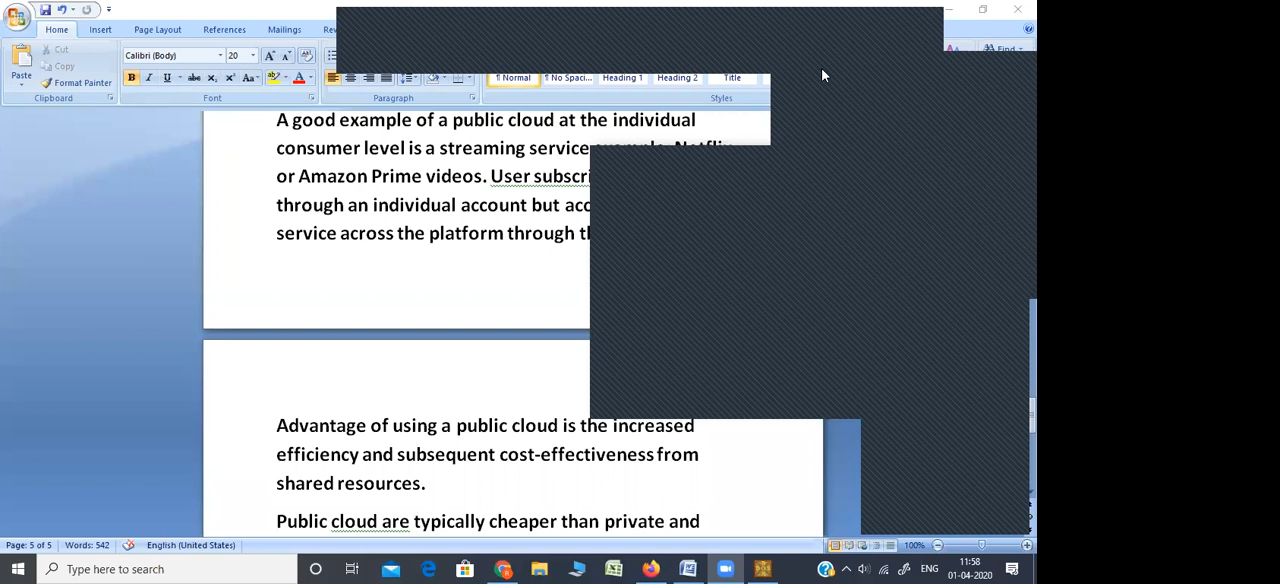 Home Insert Page Layout References Mailings
Cut
Calibri (Body) 20
Find
Copy
Paste
Format Painter
¶ Normal ¶ No Spaci... Heading 1 Heading 2 Title
Clipboard Font Paragraph Styles
A good example of a public cloud at the individual
consumer level is a streaming service
or Amazon Prime videos. User
through an individual account but
service across the platform through
Advantage of using a public cloud is the increased
efficiency and subsequent cost-effectiveness from
shared resources.
Public cloud are typically cheaper than private and
Page: 5 of 5 Words: 542 English (United States) 100%
Type here to search
ENG
11:58
01-04-2020